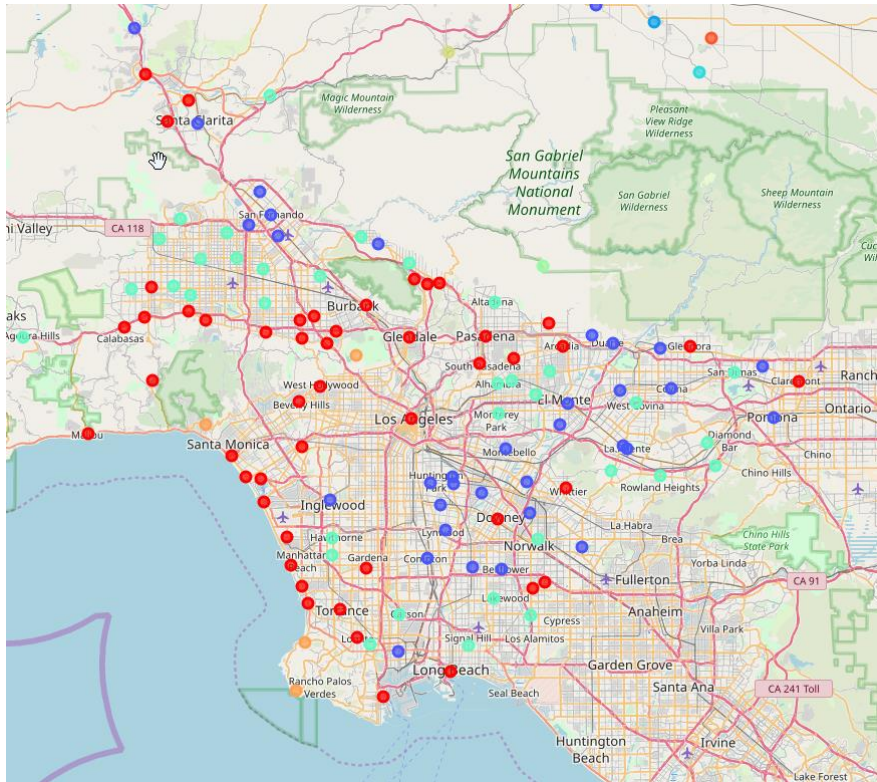 Magic Mountain
Wilderness
Pleasant
View Ridge
Wilderness
San Gabriel
Mountains
National
Monument
San Gabriel
Wilderness
Sheep Mountain
Wilderness
San Fernando
CA 118
Burbank
Altadena
Agoura Hills
Calabasas
Glendale
Pasadena
Arcadia
Duarte
Glendora
South Pasadena
San Dimas
Claremont
West Hollywood
Alhambra
El Monte
Covina
Beverly Hills
West Covina
Ontario
Los Angeles
Monterey
Park
Pomona
Malibu
Santa Monica
Montebello
La Puente
Diamond
Bar
Chino
Huntington
Park
Rowland Heights
Chino Hills
Inglewood
Whittier
Downey
La Habra
Hawthorne
Lynwood
Norwalk
Brea
Chino Hills
State Park
Manhattan
Beach
Gardena
Compton
Bellflower
Yorba Linda
Fullerton
CA 91
Torrance
Carson
Lakewood
Cypress
Anaheim
Lomita
Signal Hill
Los Alamitos
Villa Park
Rancho Palos
Verdes
Long Beach
Garden Grove
Seal Beach
Santa Ana
CA 241 Toll
Huntington
Beach
Irvine
Lake Forest